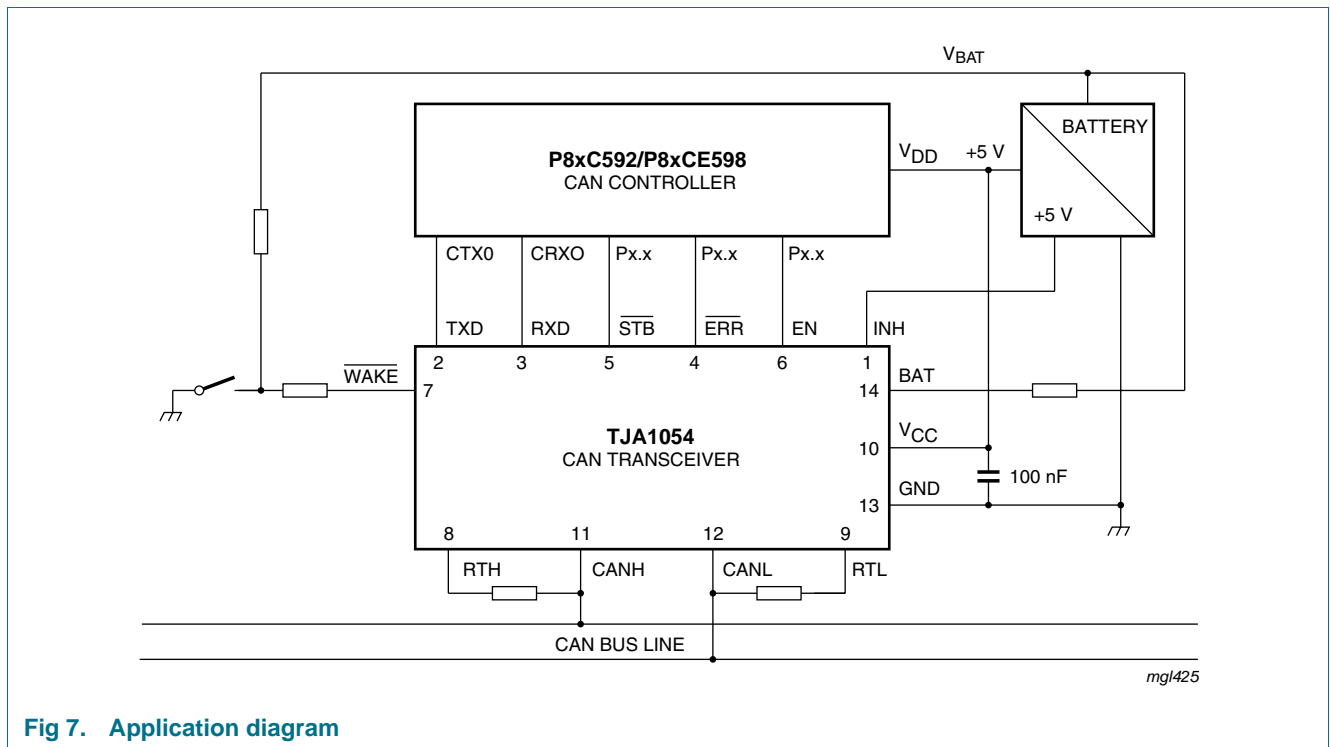 VBAT
BATTERY
P8xC592/P8xCE598
CAN CONTROLLER
VDD +5 V
+5 V
CTX0 CRXO Px.x Px.x Px.x
TXD RXD STB ERR EN INH
2 3 5 4 6 1
WAKE
7
BAT
14
TJA1054
CAN TRANSCEIVER
VCC
10
100 nF
GND
13
8 11 12 9
RTH CANH CANL RTL
CAN BUS LINE
mgl425
Fig 7. Application diagram